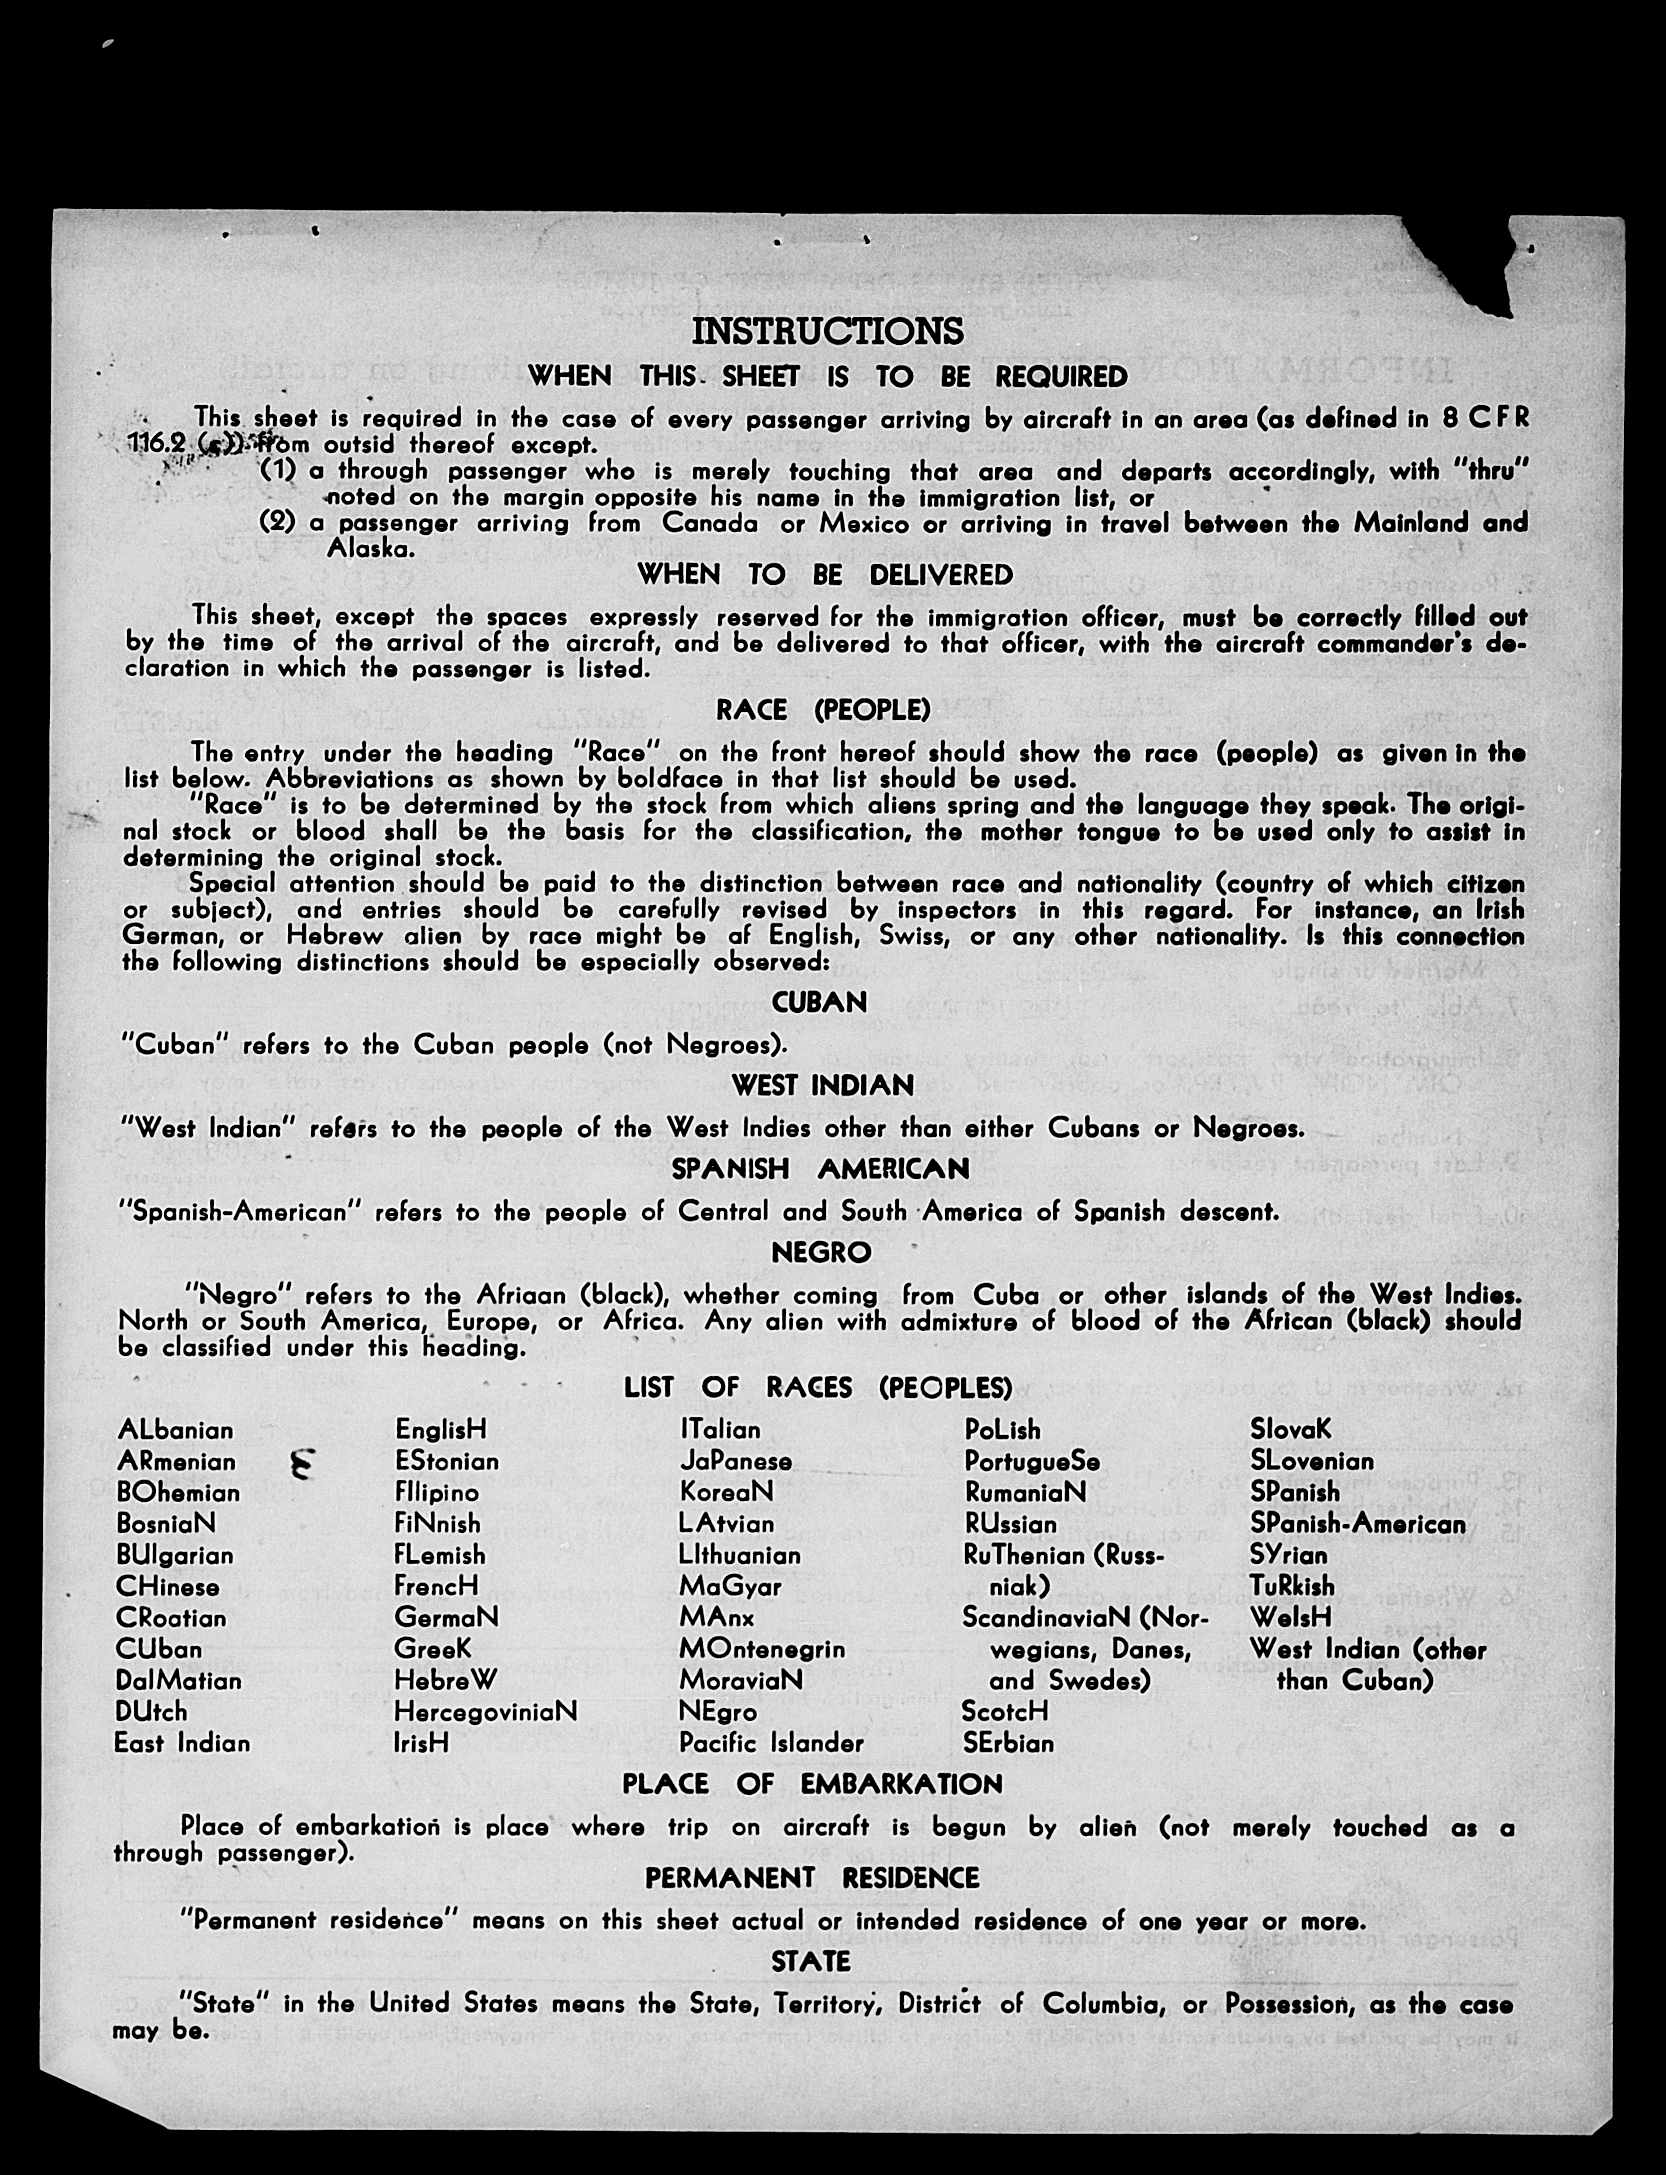 INSTRUCTIONS
WHEN THIS SHEET IS TO BE REQUIRED
This sheet is required in the case of every passenger arriving by aircraft in an area (as defined in 8 CFR
116.2 from outsid thereof except.
(1) a through passenger who is merely touching that area and departs accordingly, with "thru"
noted on the margin opposite his name in the immigration list, or
(2) a passenger arriving from Canada or Mexico or arriving in travel between the Mainland and
Alaska.
WHEN TO BE DELIVERED
This sheet, except the spaces expressly reserved for the immigration officer, must be correctly filled out
by the time of the arrival of the aircraft, and be delivered to that officer, with the aircraft commander's de-
claration in which the passenger is listed.
RACE (PEOPLE)
The entry under the heading "Race" on the front hereof should show the race (people) as given in the
list below. Abbreviations as shown by boldface in that list should be used.
"Race" is to be determined by the stock from which aliens spring and the language they speak. The origi-
nal stock or blood shall be the basis for the classification, the mother tongue to be used only to assist in
determining the original stock.
Special attention should be paid to the distinction between race and nationality (country of which citizen
or subject), and entries should be carefully revised by inspectors in this regard. For instance, an Irish
German, or Hebrew alien by race might be af English, Swiss, or any other nationality. Is this connection
the following distinctions should be especially observed:
CUBAN
"Cuban" refers to the Cuban people (not Negroes).
WEST INDIAN
"West Indian" refers to the people of the West Indies other than either Cubans or Negroes.
SPANISH AMERICAN
"Spanish-American" refers to the people of Central and South America of Spanish descent.
NEGRO
"Negro" refers to the Afriaan (black), whether coming from Cuba or other islands of the West Indies.
North or South America, Europe, or Africa. Any alien with admixture of blood of the African (black) should
be classified under this heading.
LIST OF RACES (PEOPLES)
ALbanian
ARmenian
BOhemian
BosniaN
BUlgarian
CHinese
CRoatian
CUban
DalMatian
DUtch
East Indian
EnglisH
EStonian
FIlipino
FiNnish
FLemish
FrencH
GermaN
GreeK
HebreW
HercegoviniaN
IrisH
ITalian
JaPanese
KoreaN
LAtvian
LIthuanian
MaGyar
MAnx
MOntenegrin
MoraviaN
NEgro
Pacific Islander
PoLish
PortugueSe
RumaniaN
RUssian
RuThenian (Russ-
niak)
ScandinaviaN (Nor-
wegians, Danes,
and Swedes)
ScotcH
SErbian
SlovaK
SLovenian
SPanish
SPanish-American
SYrian
TuRkish
WelsH
West Indian (other
than Cuban)
PLACE OF EMBARKATION
Place of embarkation is place where trip on aircraft is begun by alien (not merely touched as a
through passenger).
PERMANENT RESIDENCE
"Permanent residence" means on this sheet actual or intended residence of one year or more.
STATE
"State" in the United States means the State, Territory, District of Columbia, or Possession, as the case
may be.